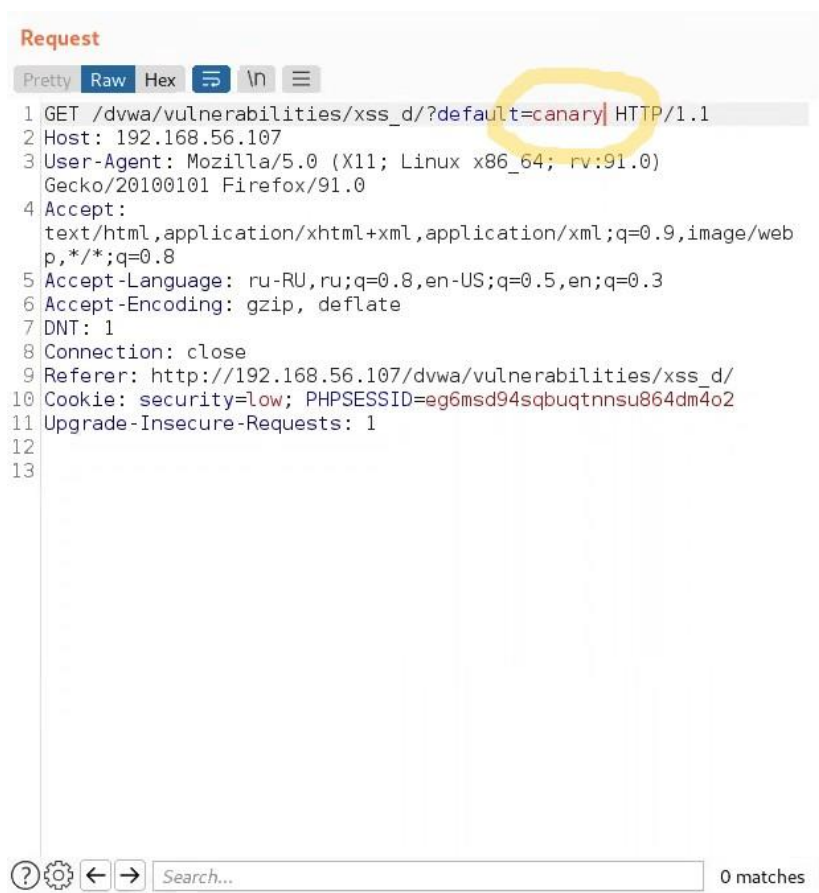 Request
Pretty Raw Hex \n
1 GET /dvwa/vulnerabilities/xss_d/?default=canary HTTP/1.1
2 Host: 192.168.56.107
3 User-Agent: Mozilla/5.0 (X11; Linux x86_64; rv:91.0)
Gecko/20100101 Firefox/91.0
4 Accept:
text/html,application/xhtml+xml,application/xml;q=0.9,image/web
p,*/*;q=0.8
5 Accept-Language: ru-RU,ru;q=0.8,en-US;q=0.5,en;q=0.3
6 Accept-Encoding: gzip, deflate
7 DNT: 1
8 Connection: close
9 Referer: http://192.168.56.107/dvwa/vulnerabilities/xss_d/
10 Cookie: security=low; PHPSESSID=eg6msd94sqbuqtnnsu864dm4o2
11 Upgrade-Insecure-Requests: 1
12
13
Search... 0 matches